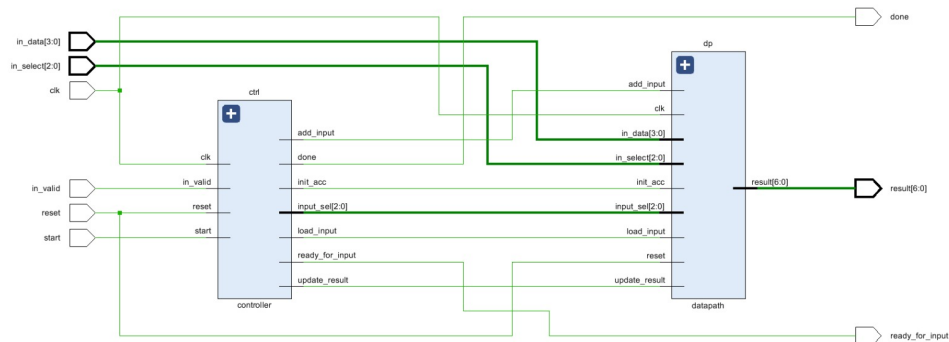 done
in_data[3:0]
dp
in_select[2:0]
add_input
clk
ctrl
clk
add_input
in_data[3:0]
clk
done
in_select[2:0]
in_valid
in_valid
init_acc
init_acc
result[6:0]
result[6:0]
reset
reset
input_sel[2:0]
input_sel[2:0]
start
start
load_input
load_input
ready_for_input
reset
update_result
update_result
controller
datapath
ready_for_input